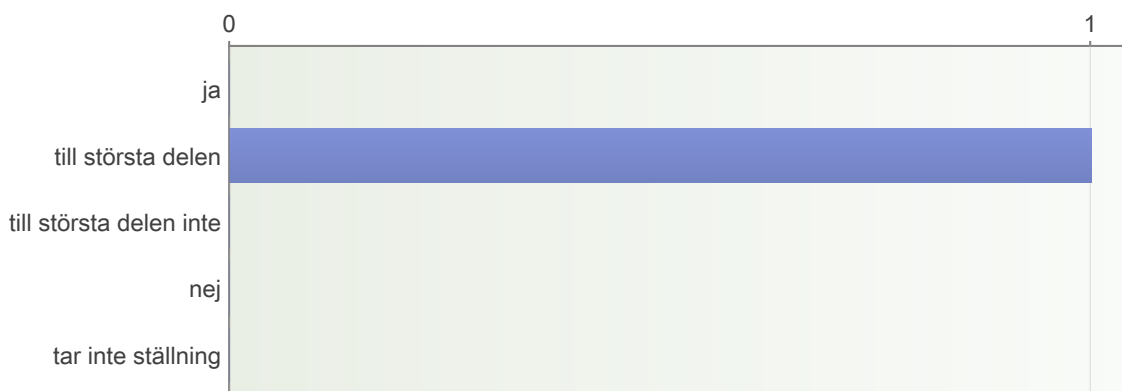 0 1
ja
till största delen
till största delen inte
nej
tar inte ställning